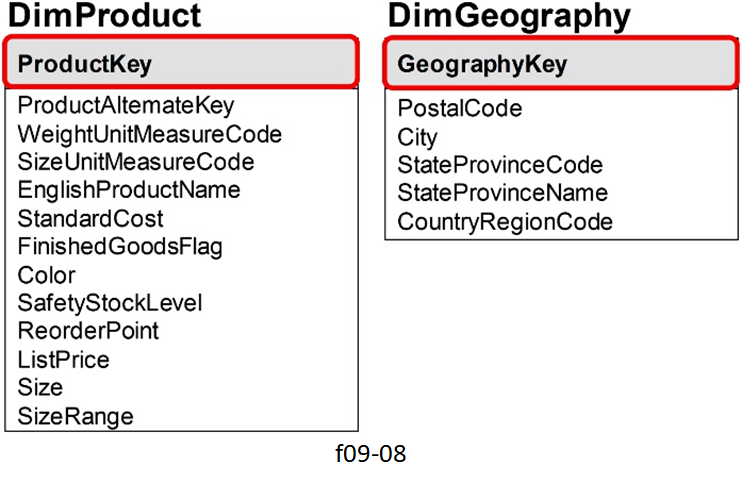 DimProduct
ProductKey
ProductAltemateKey
WeightUnitMeasureCode
SizeUnitMeasureCode
EnglishProductName
StandardCost
FinishedGoodsFlag
Color
SafetyStockLevel
ReorderPoint
ListPrice
Size
SizeRange
DimGeography
GeographyKey
PostalCode
City
StateProvinceCode
StateProvinceName
CountryRegionCode
f09-08